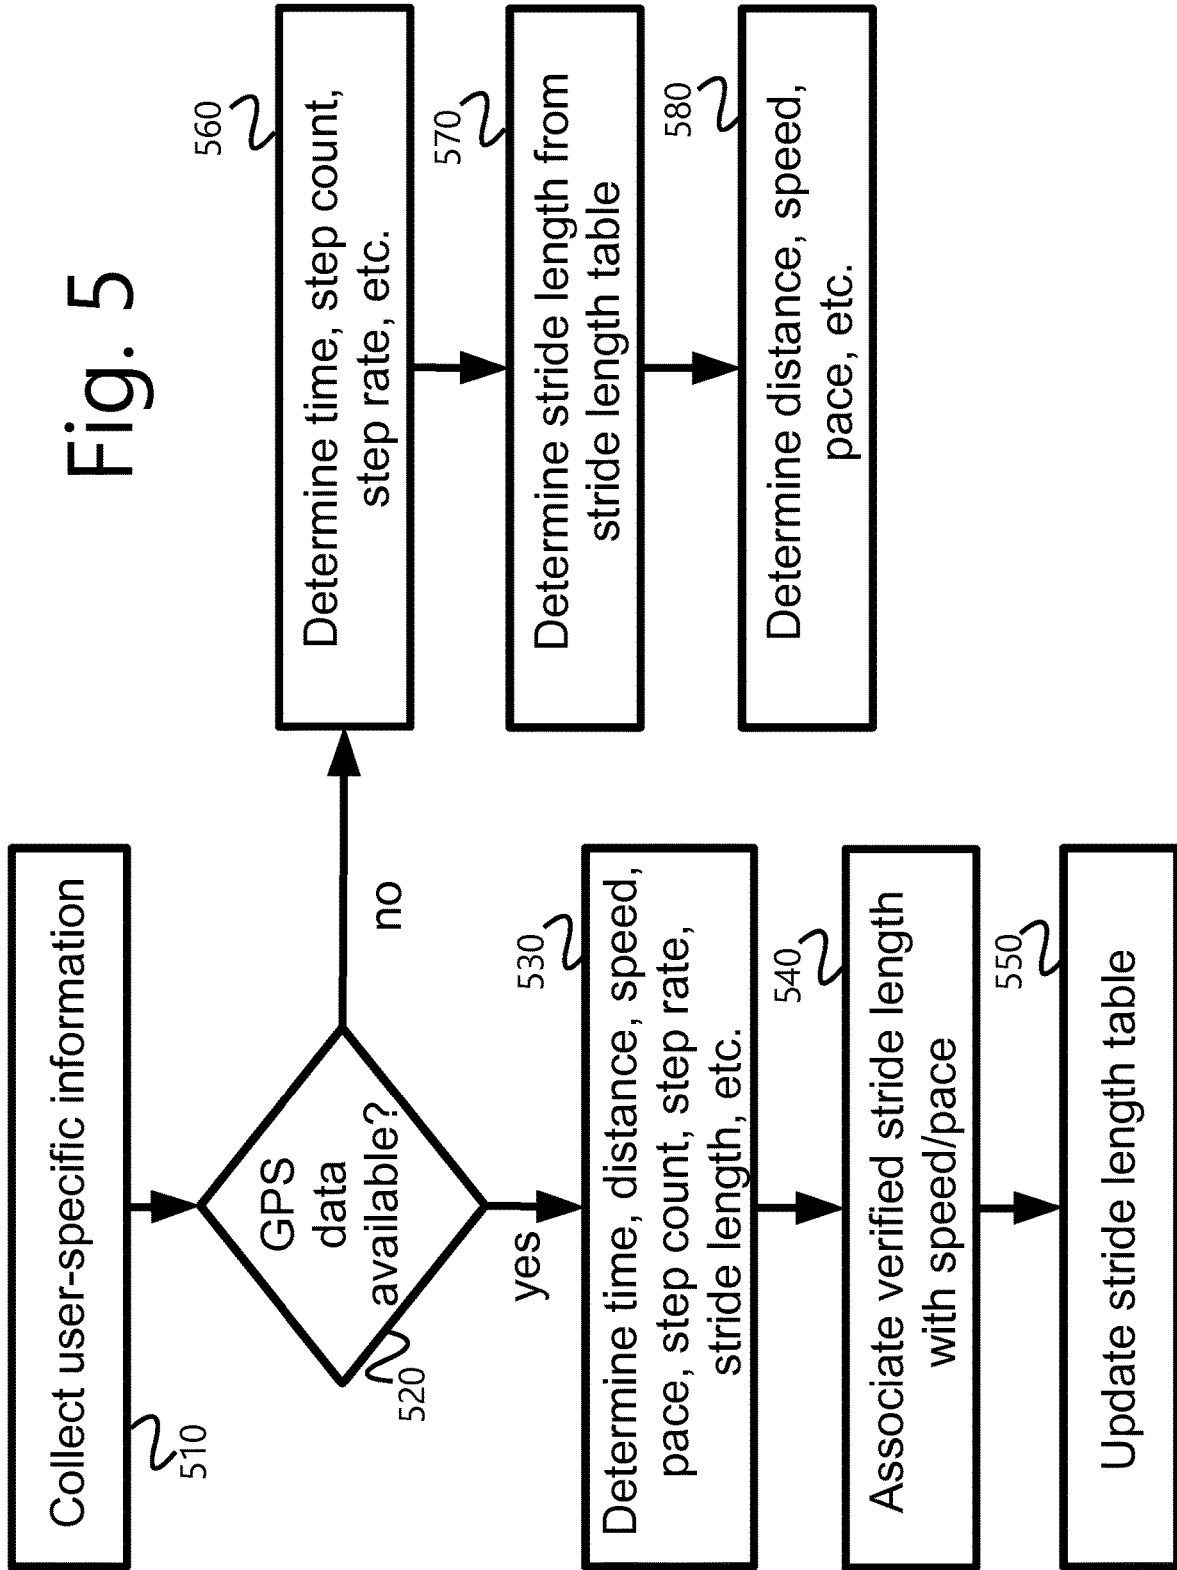 Fig. 5
510
Collect user-specific information
520
GPS
data
available?
yes
no
530
Determine time, distance, speed,
pace, step count, step rate,
stride length, etc.
540
Associate verified stride length
with speed/pace
550
Update stride length table
560
Determine time, step count,
step rate, etc.
570
Determine stride length from
stride length table
580
Determine distance, speed,
pace, etc.